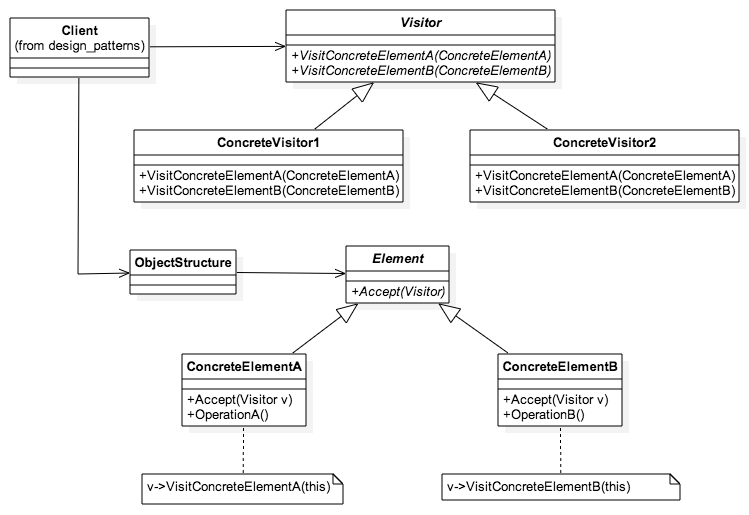 Client
(from design_patterns)
Visitor
+VisitConcreteElementA(ConcreteElementA)
+VisitConcreteElementB(ConcreteElementB)
ConcreteVisitor1
+VisitConcreteElementA(ConcreteElementA)
+VisitConcreteElementB(ConcreteElementB)
ConcreteVisitor2
+VisitConcreteElementA(ConcreteElementA)
+VisitConcreteElementB(ConcreteElementB)
ObjectStructure
Element
+Accept(Visitor)
ConcreteElementA
+Accept(Visitor v)
+OperationA()
ConcreteElementB
+Accept(Visitor v)
+OperationB()
v->VisitConcreteElementA(this)
v->VisitConcreteElementB(this)